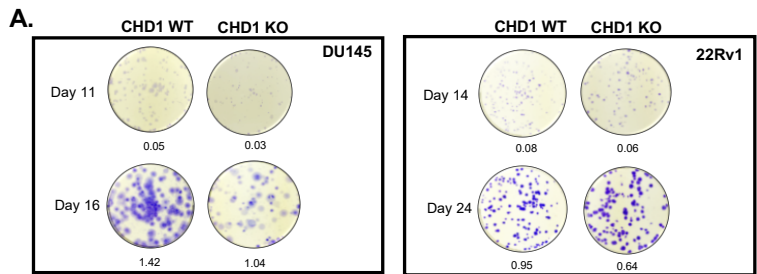 A.
CHD1 WT CHD1 KO
DU145
Day 11
0.05 0.03
Day 16
1.42 1.04
CHD1 WT CHD1 KO
22Rv1
Day 14
0.08 0.06
Day 24
0.95 0.64